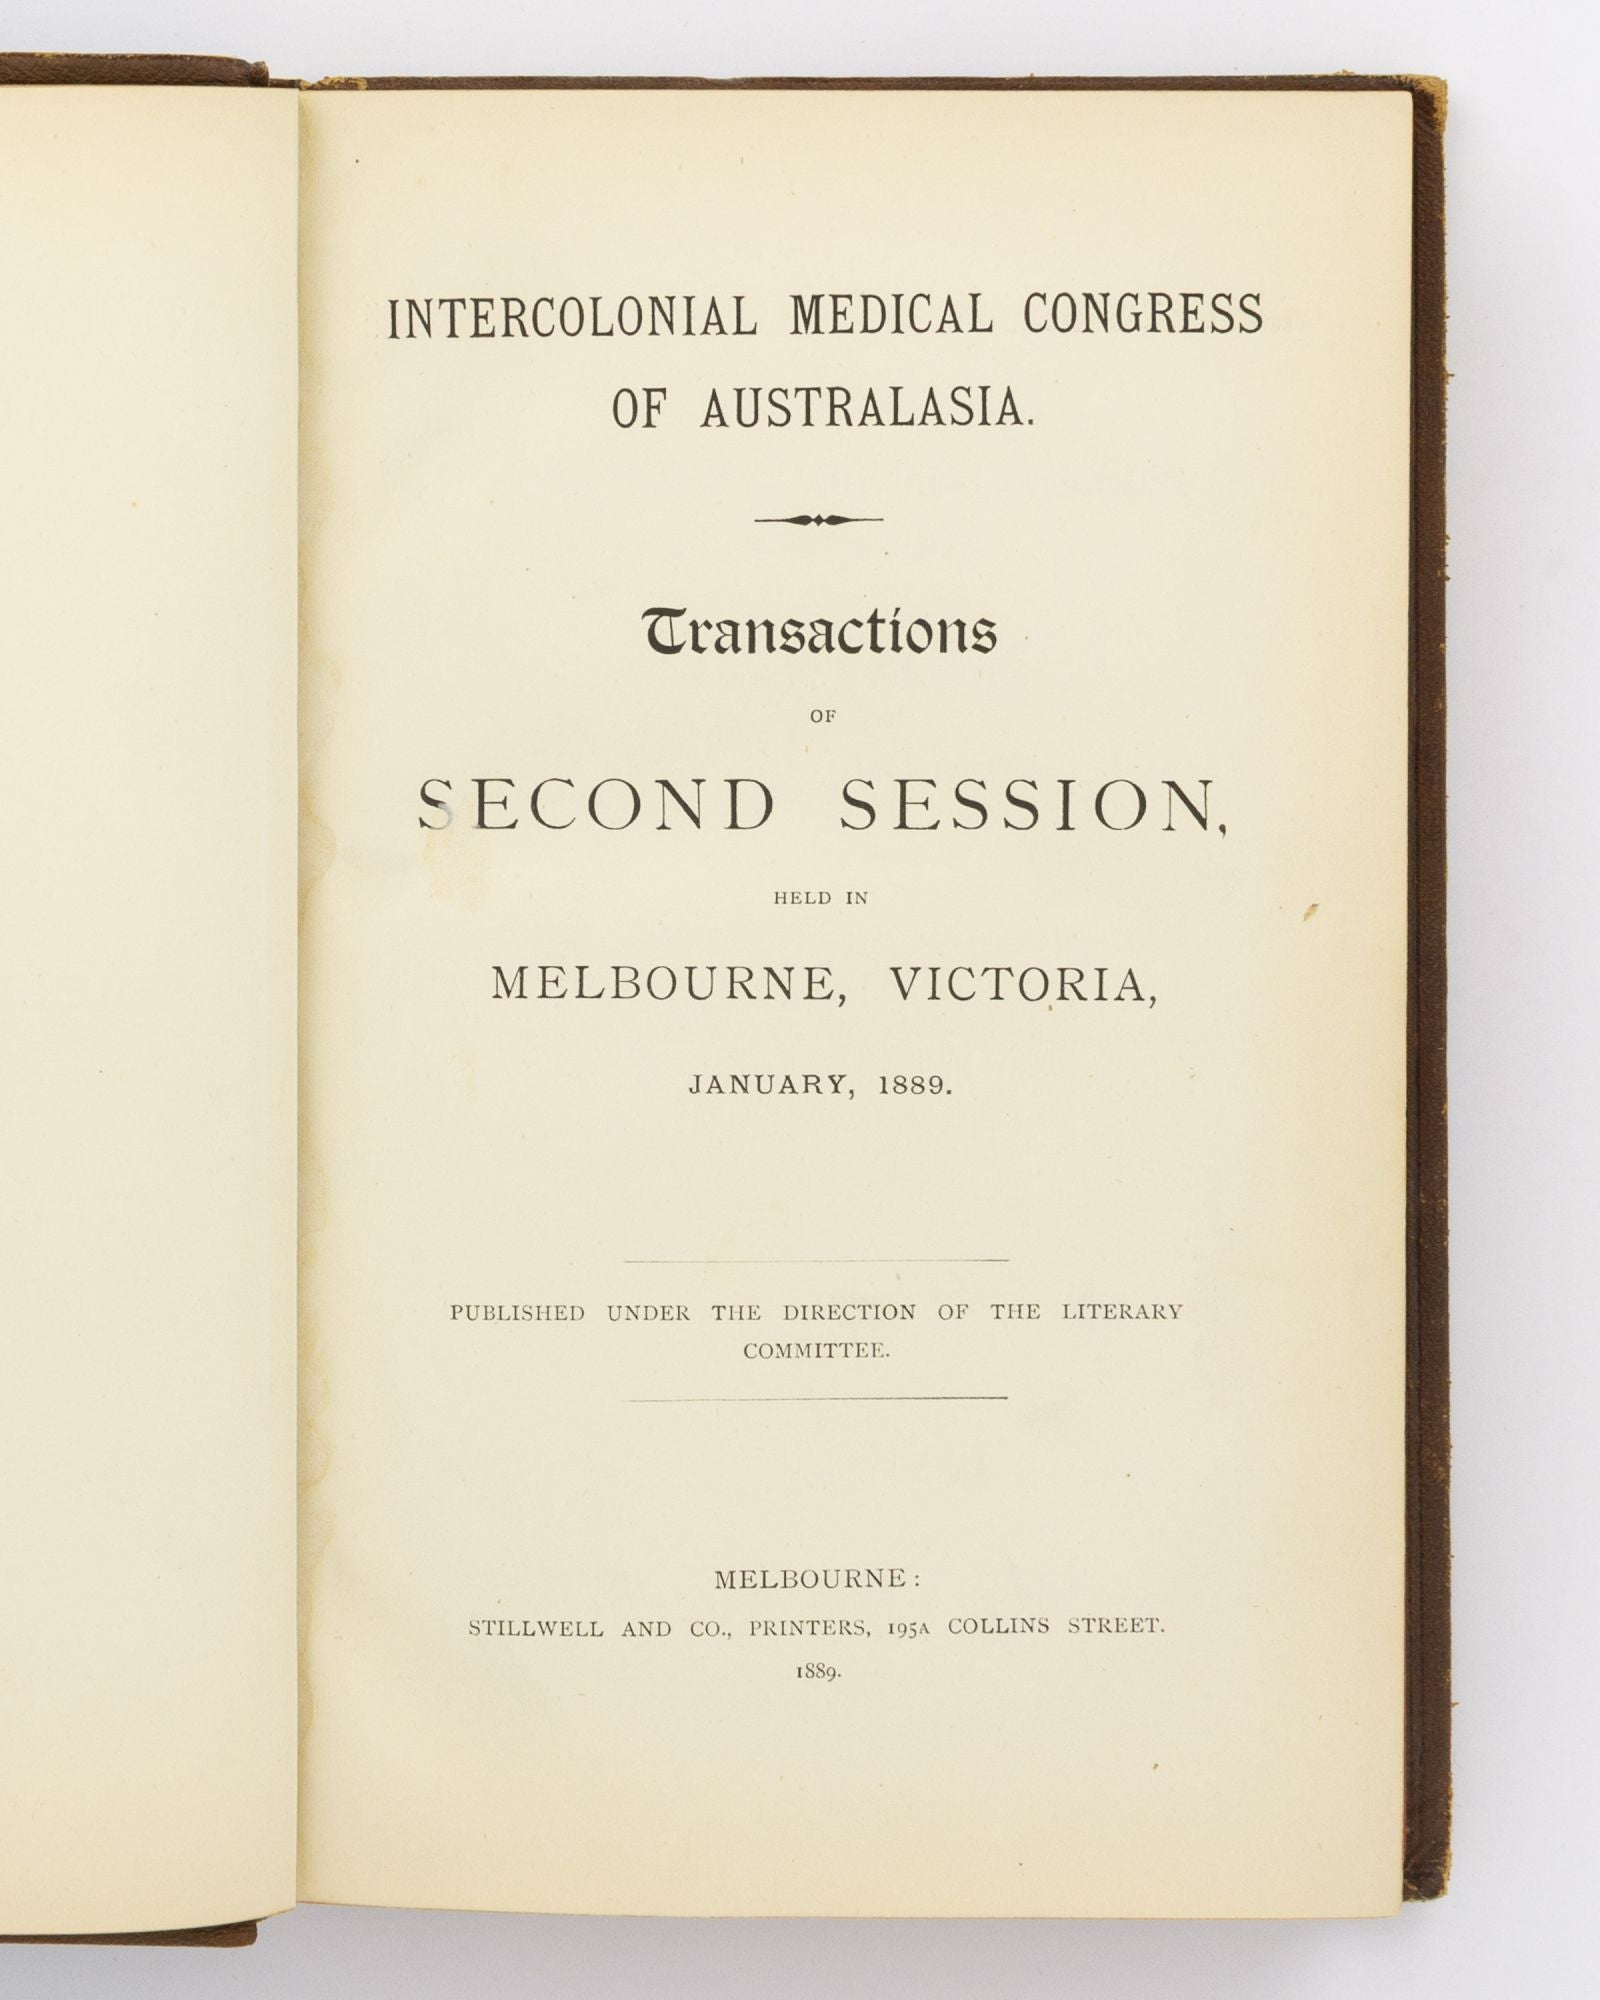 INTERCOLONIAL MEDICAL CONGRESS
OF AUSTRALASIA.
Transactions
OF
SECOND SESSION,
HELD IN
MELBOURNE, VICTORIA,
JANUARY, 1889.
PUBLISHED UNDER THE DIRECTION OF THE LITERARY
COMMITTEE.
MELBOURNE:
STILLWELL AND CO., PRINTERS, 195A COLLINS STREET.
1889.